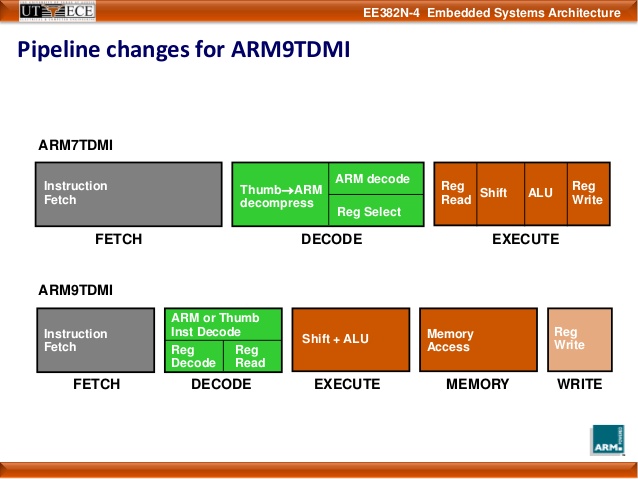 UT ECE
EE382N-4 Embedded Systems Architecture
Pipeline changes for ARM9TDMI
ARM7TDMI
Instruction
Fetch
Thumb→ARM
decompress
ARM decode
Reg Select
Reg
Read
Shift
ALU
Reg
Write
FETCH
DECODE
EXECUTE
ARM9TDMI
Instruction
Fetch
ARM or Thumb
Inst Decode
Reg
Decode
Reg
Read
Shift + ALU
Memory
Access
Reg
Write
FETCH
DECODE
EXECUTE
MEMORY
WRITE
ARM
POWERED